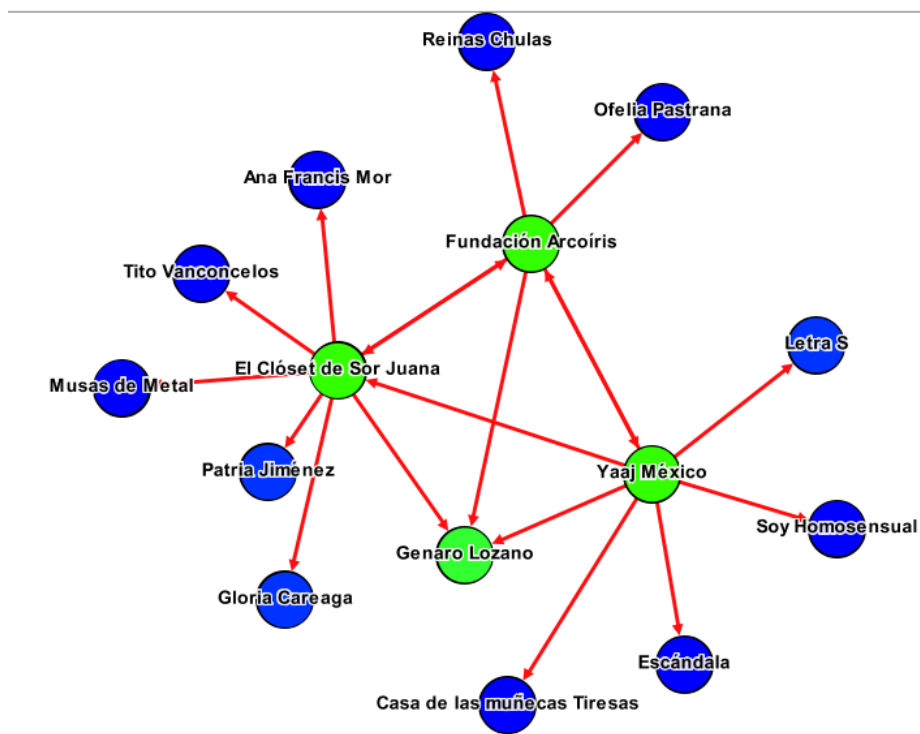 Reinas Chulas
Ofelia Pastrana
Ana Francis Mor
Fundación Arcoíris
Tito Vanconcelos
Letra S
El Clóset de Sor Juana
Musas de Metal
Patria Jiménez
Yaaj México
Soy Homosensual
Genaro Lozano
Gloria Careaga
Escándala
Casa de las muñecas Tiresas